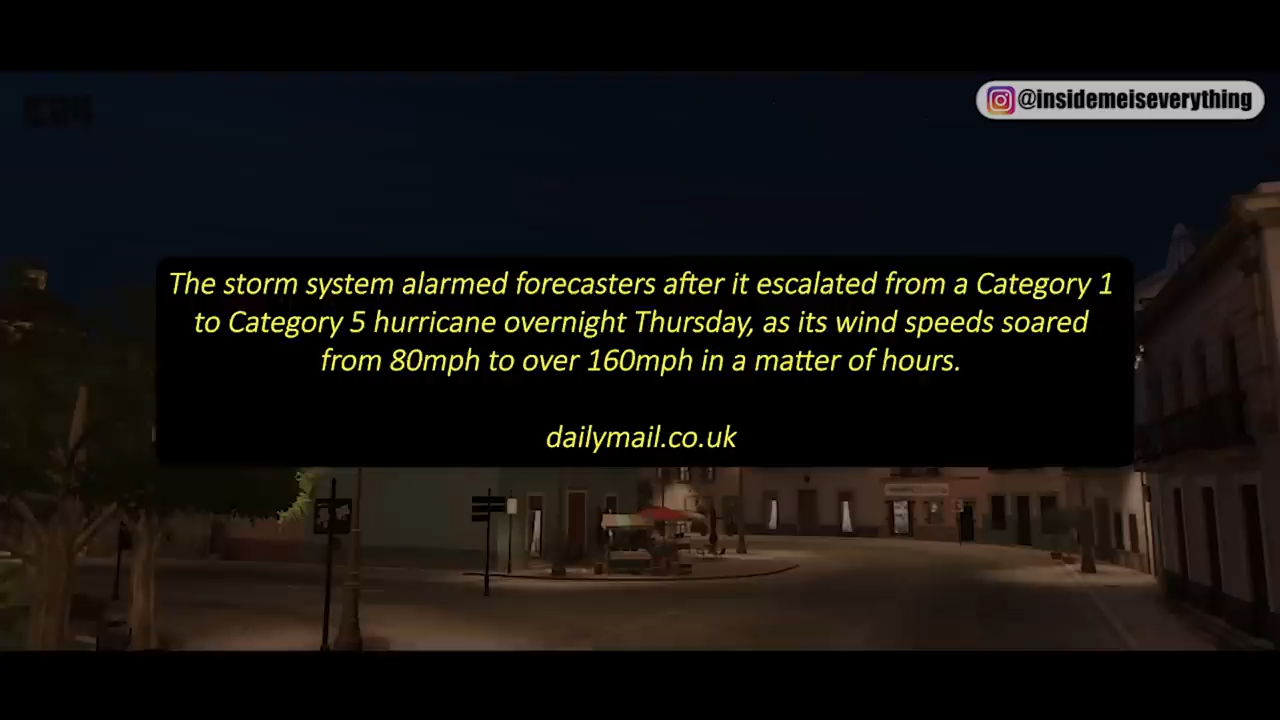 @insidemeiseverything
The storm system alarmed forecasters after it escalated from a Category 1
to Category 5 hurricane overnight Thursday, as its wind speeds soared
from 80mph to over 160mph in a matter of hours.
dailymail.co.uk